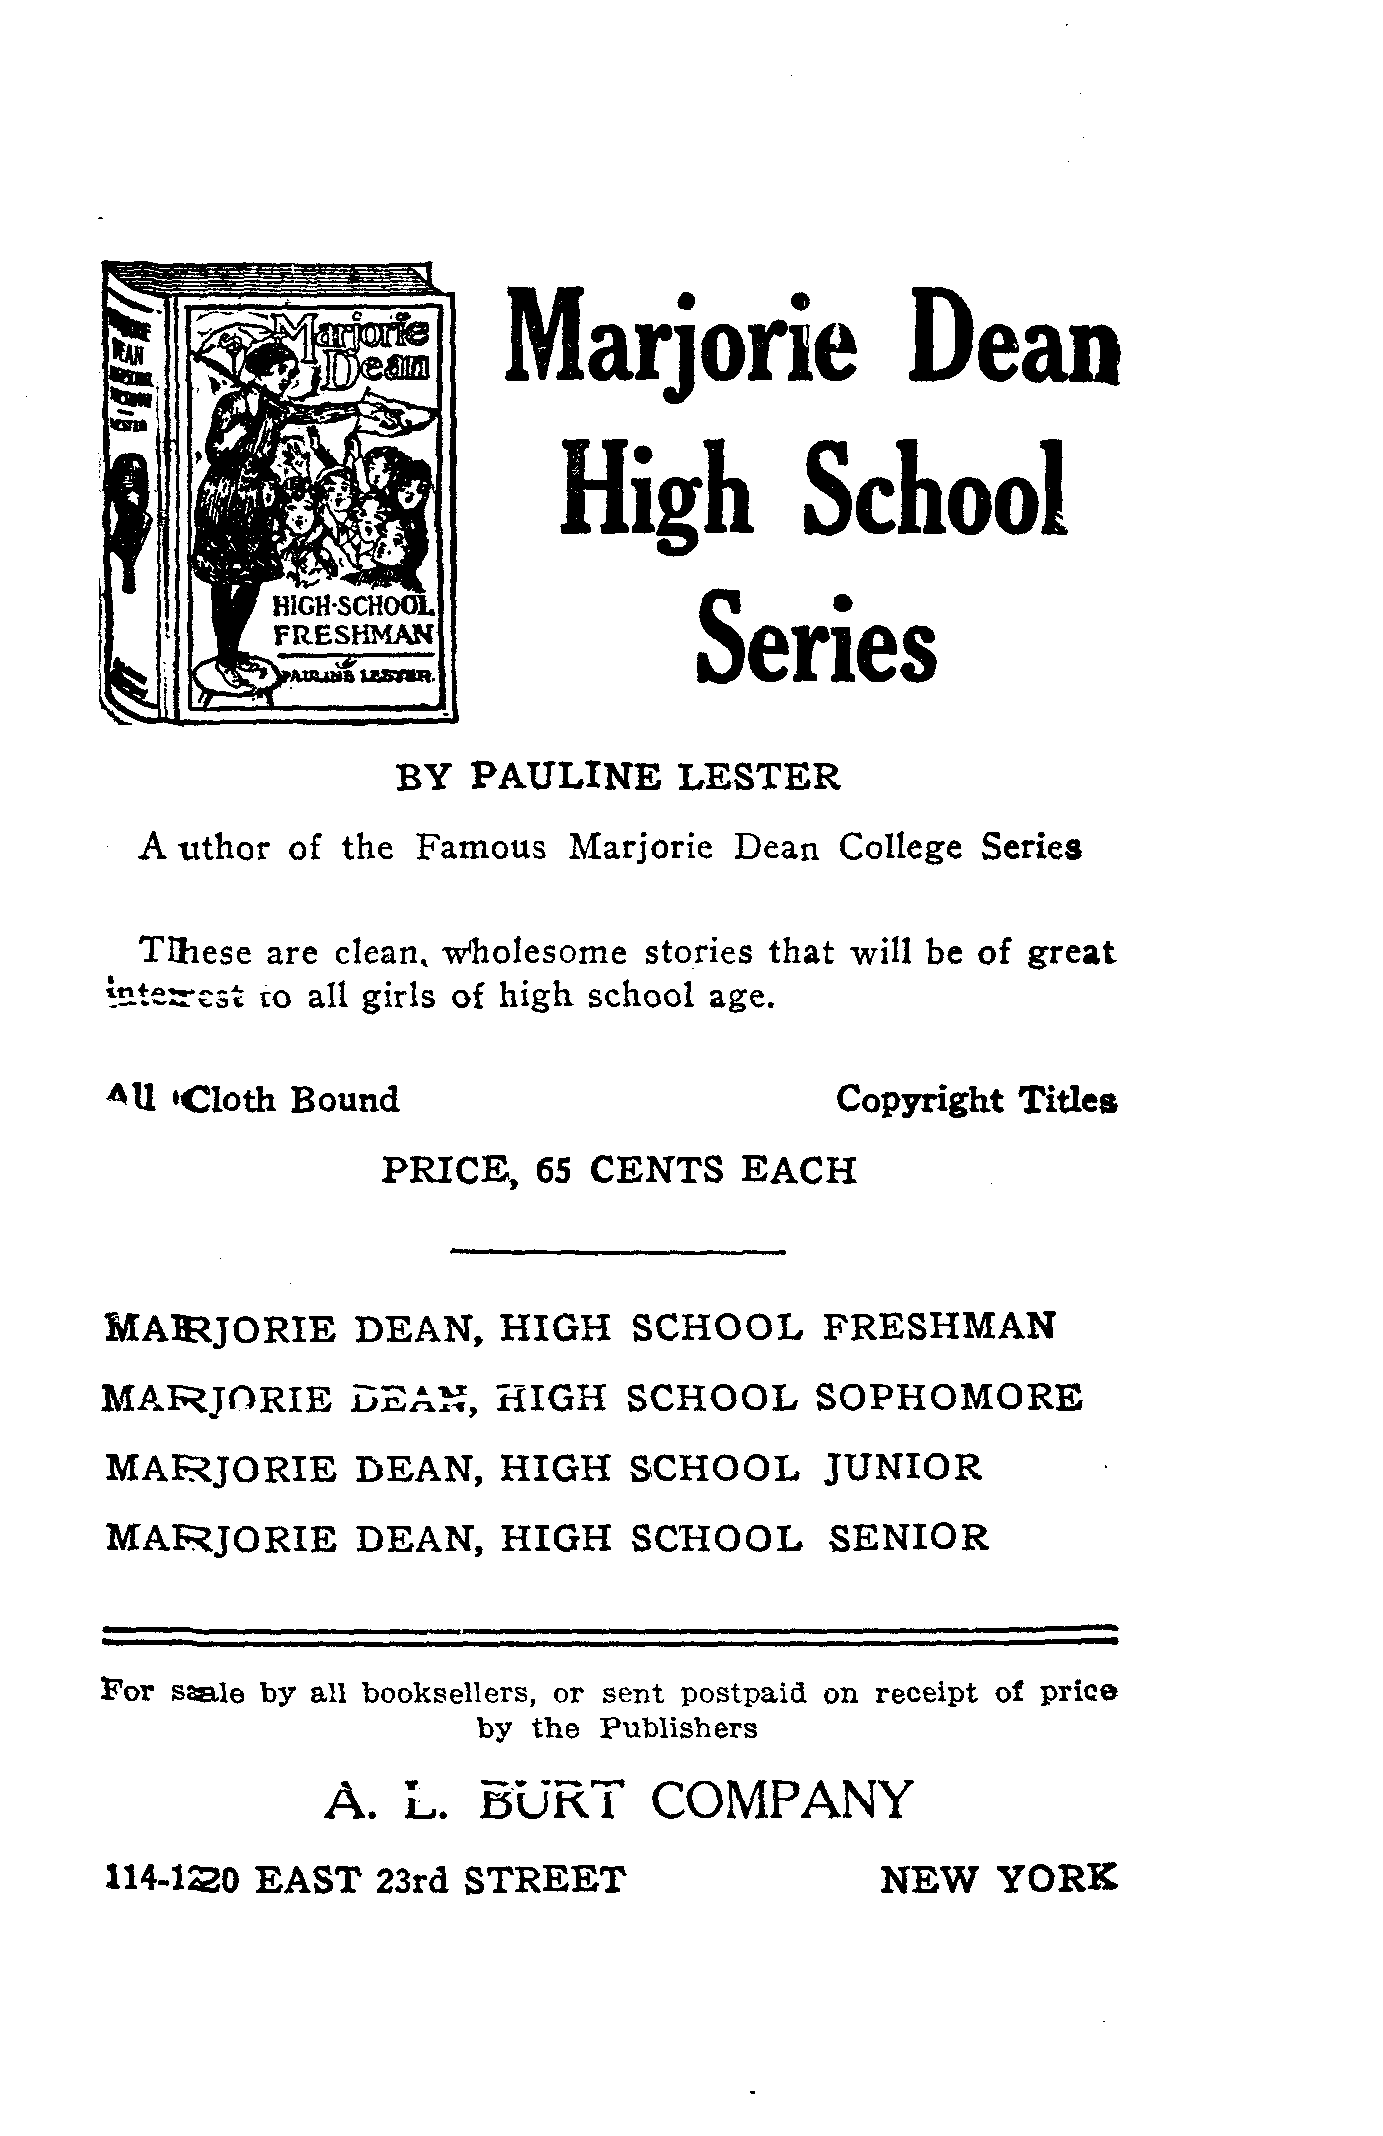 Marjorie
Dean
HIGH-SCHOOL
FRESHMAN
PAULINE LESTER.
DEAN
LESTER
Marjorie Dean
High School
Series
BY PAULINE LESTER
Author of the Famous Marjorie Dean College Series
These are clean, wholesome stories that will be of great
interest to all girls of high school age.
All Cloth Bound Copyright Titles
PRICE, 65 CENTS EACH
MARJORIE DEAN, HIGH SCHOOL FRESHMAN
MARJORIE DEAN, HIGH SCHOOL SOPHOMORE
MARJORIE DEAN, HIGH SCHOOL JUNIOR
MARJORIE DEAN, HIGH SCHOOL SENIOR
For sale by all booksellers, or sent postpaid on receipt of price
by the Publishers
A. L. BURT COMPANY
114-120 EAST 23rd STREET NEW YORK